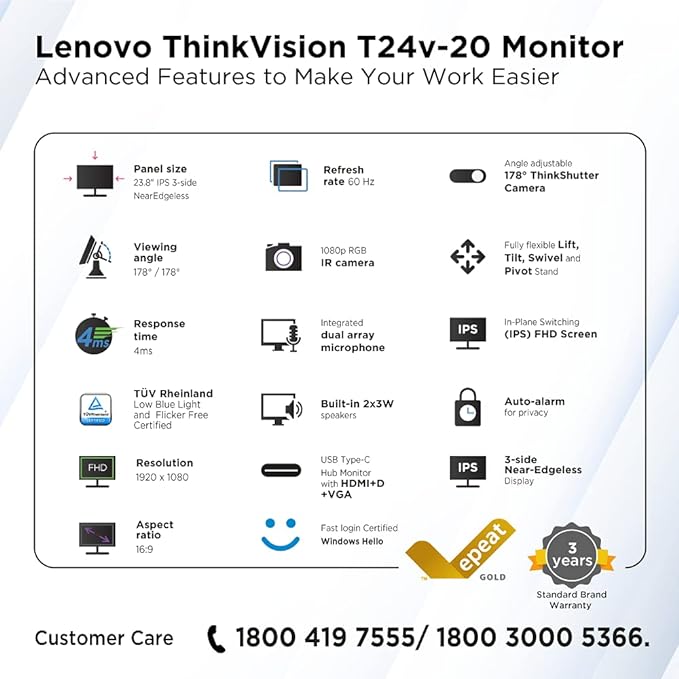 Lenovo ThinkVision T24v-20 Monitor
Advanced Features to Make Your Work Easier
Panel size
23.8" IPS 3-side
NearEdgeless
Refresh
rate 60 Hz
Angle adjustable
178° ThinkShutter
Camera
Viewing
angle
178° / 178°
1080p RGB
IR camera
Fully flexible Lift,
Tilt, Swivel and
Pivot Stand
4ms
Response
time
4ms
Integrated
dual array
microphone
IPS
In-Plane Switching
(IPS) FHD Screen
TÜVRheinland
CERTIFIED
TÜV Rheinland
Low Blue Light
and Flicker Free
Certified
Built-in 2x3W
speakers
Auto-alarm
for privacy
FHD
Resolution
1920 x 1080
USB Type-C
Hub Monitor
with HDMI+D
+VGA
IPS
3-side
Near-Edgeless
Display
Aspect
ratio
16:9
Fast login Certified
Windows Hello
epeat
TM
GOLD
3
years
Standard Brand
Warranty
Customer Care
1800 419 7555/ 1800 3000 5366.